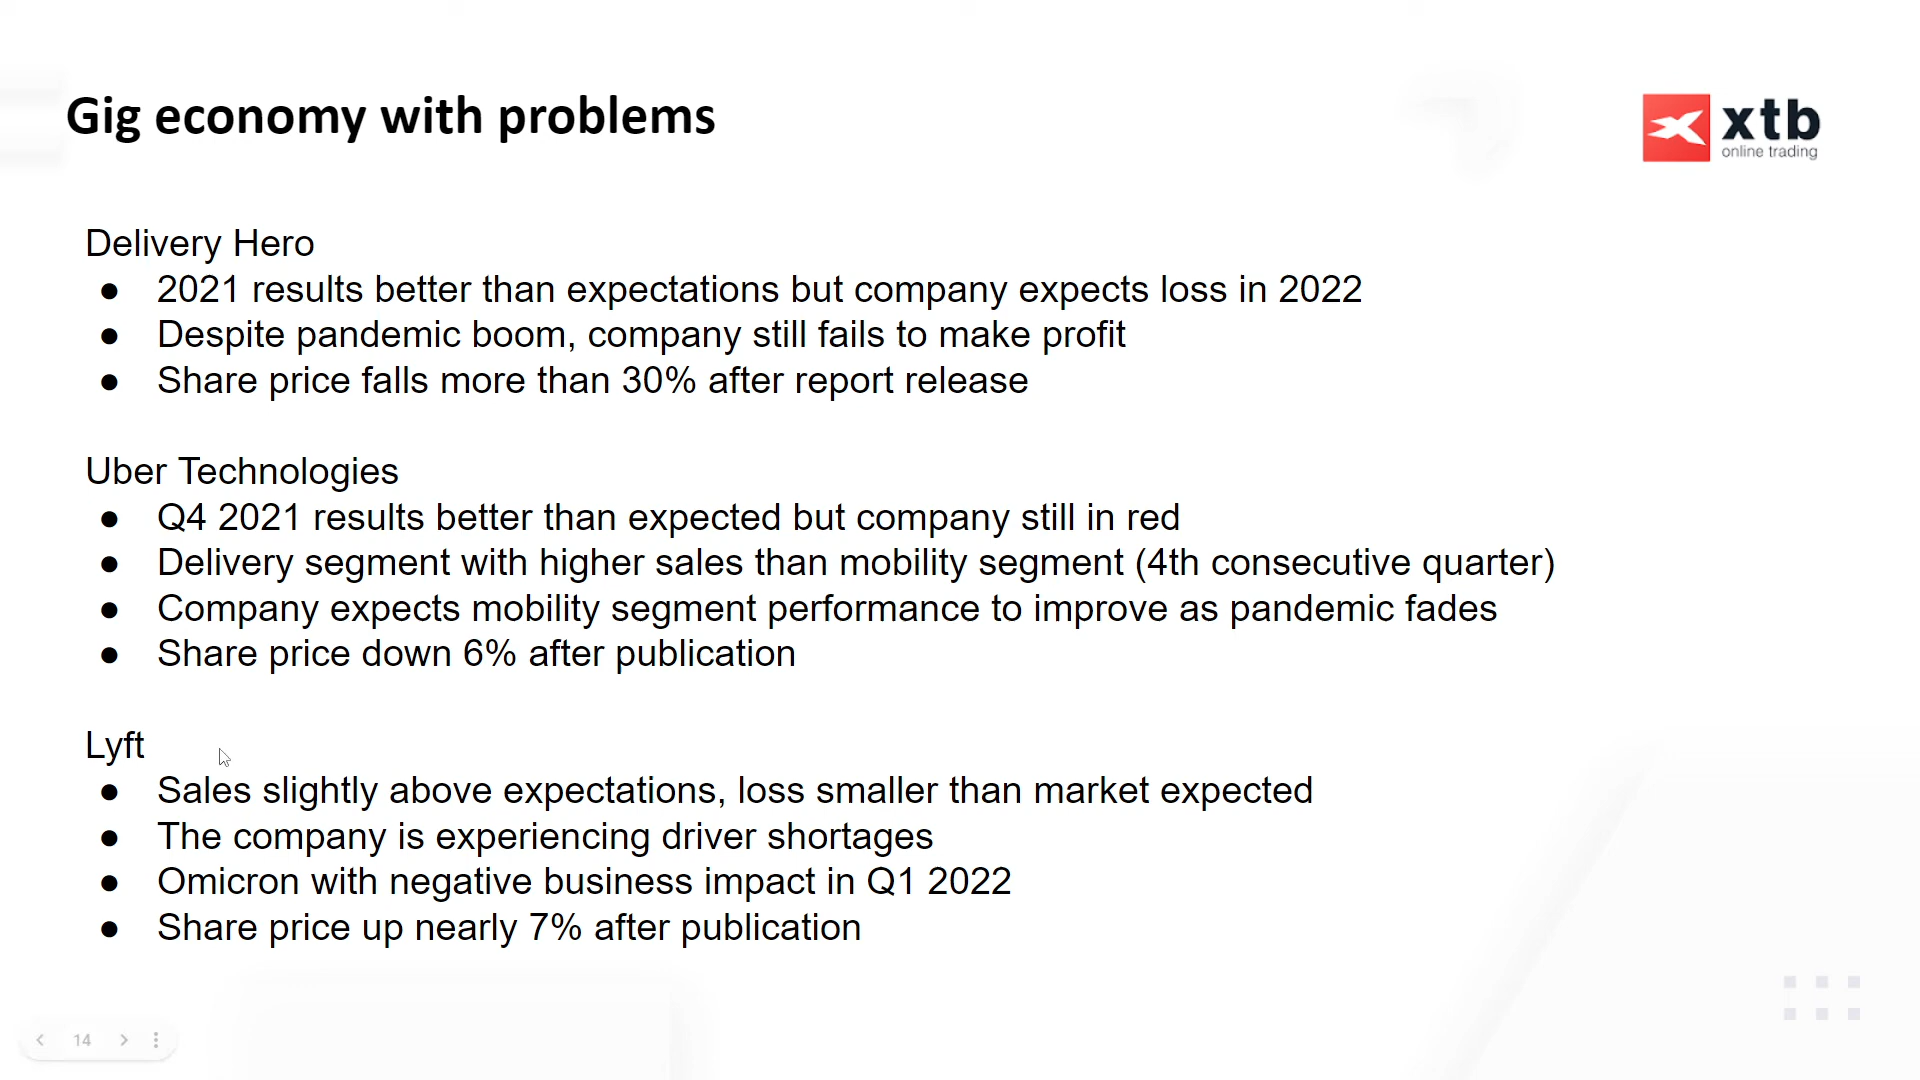 Gig economy with problems
xtb
online trading
Delivery Hero
● 2021 results better than expectations but company expects loss in 2022
● Despite pandemic boom, company still fails to make profit
● Share price falls more than 30% after report release
Uber Technologies
● Q4 2021 results better than expected but company still in red
● Delivery segment with higher sales than mobility segment (4th consecutive quarter)
● Company expects mobility segment performance to improve as pandemic fades
● Share price down 6% after publication
Lyft
● Sales slightly above expectations, loss smaller than market expected
● The company is experiencing driver shortages
● Omicron with negative business impact in Q1 2022
● Share price up nearly 7% after publication
14